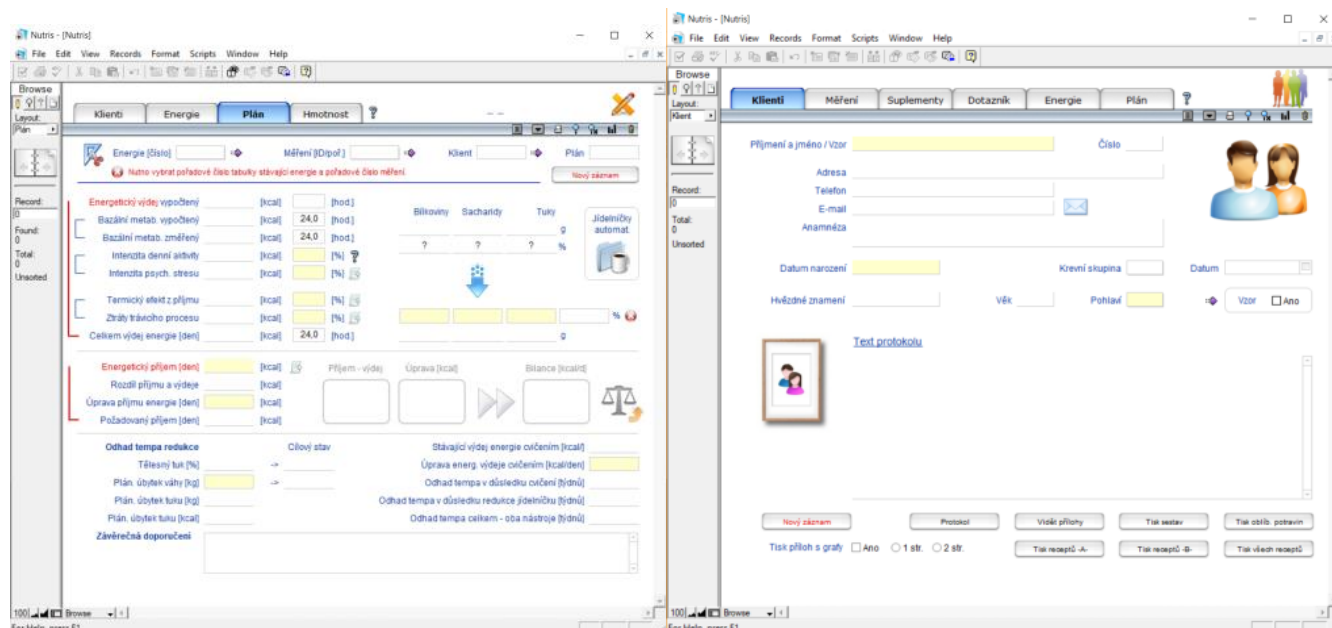 Nutris - [Nutris]
File Edit View Records Format Scripts Window Help
Browse
Layout:
Plán
Record:
0
Found:
0
Total:
0
Unsorted
Klienti Energie Plán Hmotnost ?
Energie [číslo] Měření [ID/poř.] Klient Plán
Nutno vybrat pořadové číslo tabulky stávající energie a pořadové číslo měření.
Nový záznam
Energetický výdej vypočtený [kcal] [hod.]
Bazální metab. vypočtený [kcal] 24,0 [hod.]
Bazální metab. změřený [kcal] 24,0 [hod.]
Intenzita denní aktivity [kcal] [%] ?
Intenzita psych. stresu [kcal] [%]
Termický efekt z příjmu [kcal] [%]
Ztráty trávicího procesu [kcal] [%]
Celkem výdej energie [den] [kcal] 24,0 [hod.]
Bílkoviny Sacharidy Tuky
g
? ? ? %
%
g
Jídelníčky
automat.
Energetický příjem [den] [kcal]
Rozdíl příjmu a výdeje [kcal]
Úprava příjmu energie [den] [kcal]
Požadovaný příjem [den] [kcal]
Příjem - výdej Úprava [kcal] Bilance [kcal/d]
Odhad tempa redukce Cílový stav
Tělesný tuk [%] ->
Plán. úbytek váhy [kg] ->
Plán. úbytek tuku [kg]
Plán. úbytek tuku [kcal]
Stávající výdej energie cvičením [kcal/]
Úprava energ. výdeje cvičením [kcal/den]
Odhad tempa v důsledku cvičení [týdnů]
Odhad tempa v důsledku redukce jídelníčku [týdnů]
Odhad tempa celkem - oba nástroje [týdnů]
Závěrečná doporučení
100 Browse
For Help, press F1
Nutris - [Nutris]
File Edit View Records Format Scripts Window Help
Browse
Layout:
Klient
Record:
0
Total:
0
Unsorted
Klienti Měření Suplementy Dotazník Energie Plán ?
Příjmení a jméno / Vzor Číslo
Adresa
Telefon
E-mail
Anamnéza
Datum narození Krevní skupina Datum
Hvězdné znamení Věk Pohlaví Vzor Ano
Text protokolu
Nový záznam Protokol Vidět přílohy Tisk sestav Tisk oblíb. potravin
Tisk příloh s grafy Ano 1 str. 2 str. Tisk receptů -A- Tisk receptů -B- Tisk všech receptů
100 Browse
For Help, press F1